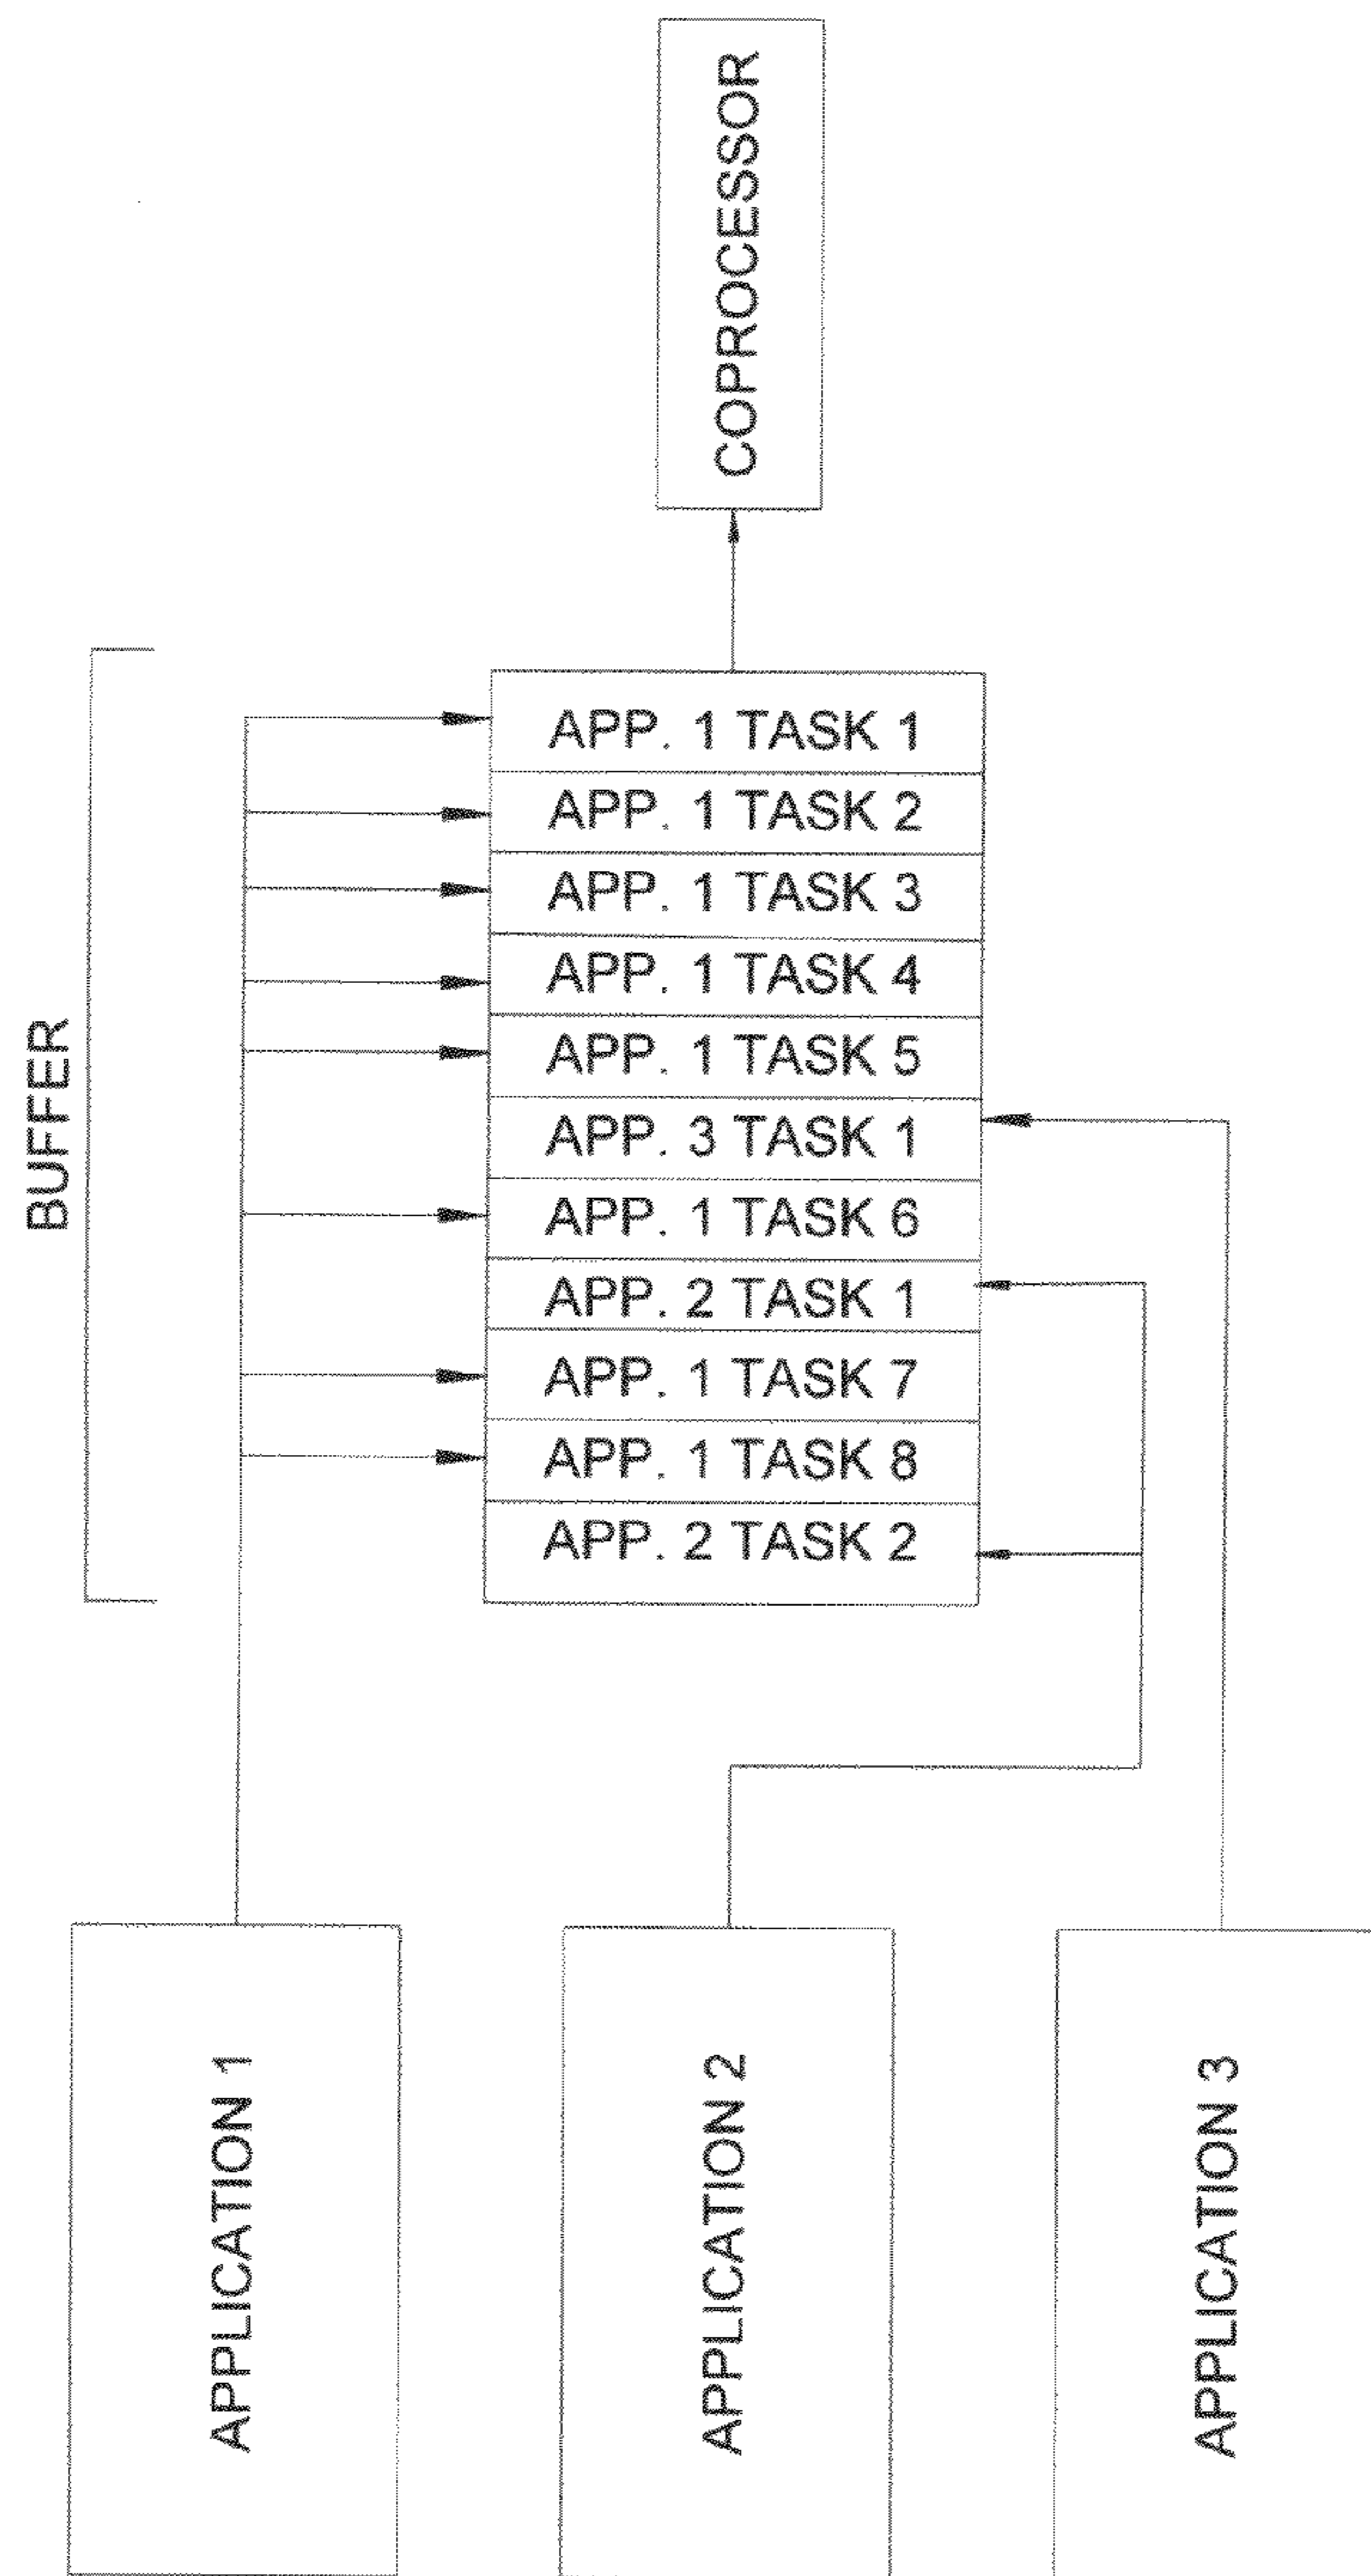 COPROCESSOR
BUFFER
APP. 1 TASK 1
APP. 1 TASK 2
APP. 1 TASK 3
APP. 1 TASK 4
APP. 1 TASK 5
APP. 3 TASK 1
APP. 1 TASK 6
APP. 2 TASK 1
APP. 1 TASK 7
APP. 1 TASK 8
APP. 2 TASK 2
APPLICATION 1
APPLICATION 2
APPLICATION 3